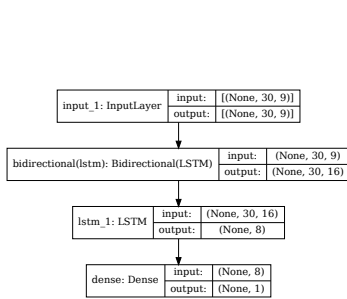 input_1: InputLayer input: [(None, 30, 9)]
output: [(None, 30, 9)]
bidirectional(lstm): Bidirectional(LSTM) input: (None, 30, 9)
output: (None, 30, 16)
lstm_1: LSTM input: (None, 30, 16)
output: (None, 8)
dense: Dense input: (None, 8)
output: (None, 1)